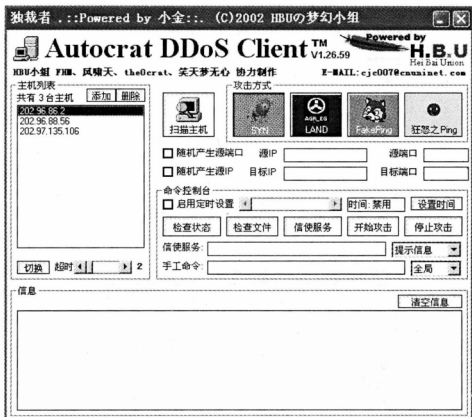 独裁者 .::Powered by 小金::. (C)2002 HBUの梦幻小组
Autocrat DDoS Client TM V1.26.59
Powered by
H.B.U
Hei Bai Union
HBU小组 FHM、凤啸天、the0crat、笑天梦无心 协力制作 E-MAIL:cjc007@cnuninet.com
主机列表
共有 3台主机 添加 删除
202.96.86.2
202.96.88.56
202.97.135.106
切换 超时 2
攻击方式
扫描主机 SYN LAND FakePing 狂怒之Ping
随机产生源端口 源IP 源端口
随机产生源IP 目标IP 目标端口
命令控制台
启用定时设置 时间:禁用 设置时间
检查状态 检查文件 信使服务 开始攻击 停止攻击
信使服务: 提示信息
手工命令: 全局
信息
清空信息